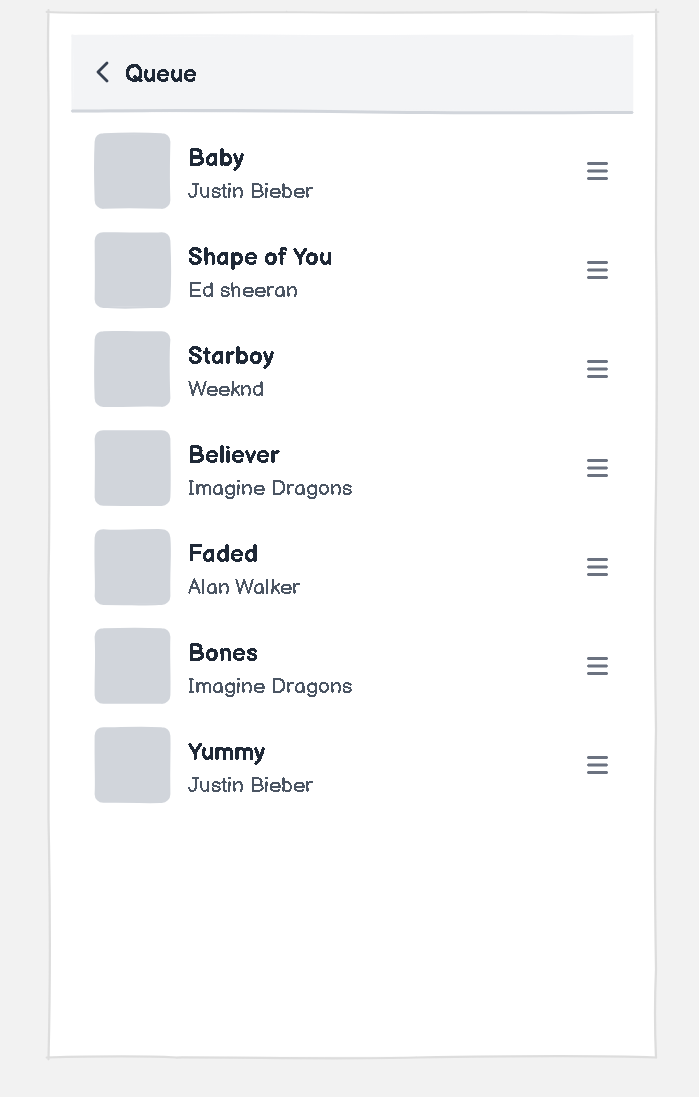 Queue
Baby
Justin Bieber
Shape of You
Ed sheeran
Starboy
Weeknd
Believer
Imagine Dragons
Faded
Alan Walker
Bones
Imagine Dragons
Yummy
Justin Bieber